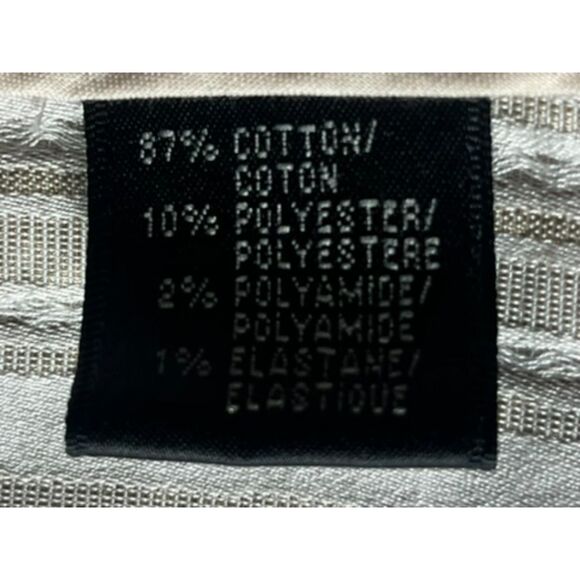 87% COTTON/
COTON
10% POLYESTER/
POLYESTERE
2% POLYAMIDE/
POLYAMIDE
1% ELASTANE/
ELASTIQUE